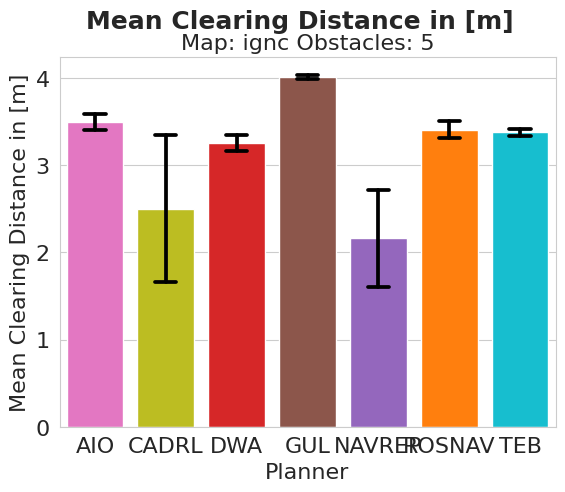 Mean Clearing Distance in [m]
Map: ignc Obstacles: 5
Mean Clearing Distance in [m]
4
3
2
1
0
AIO CADRL DWA GUL NAVREP ROSNAV TEB
Planner